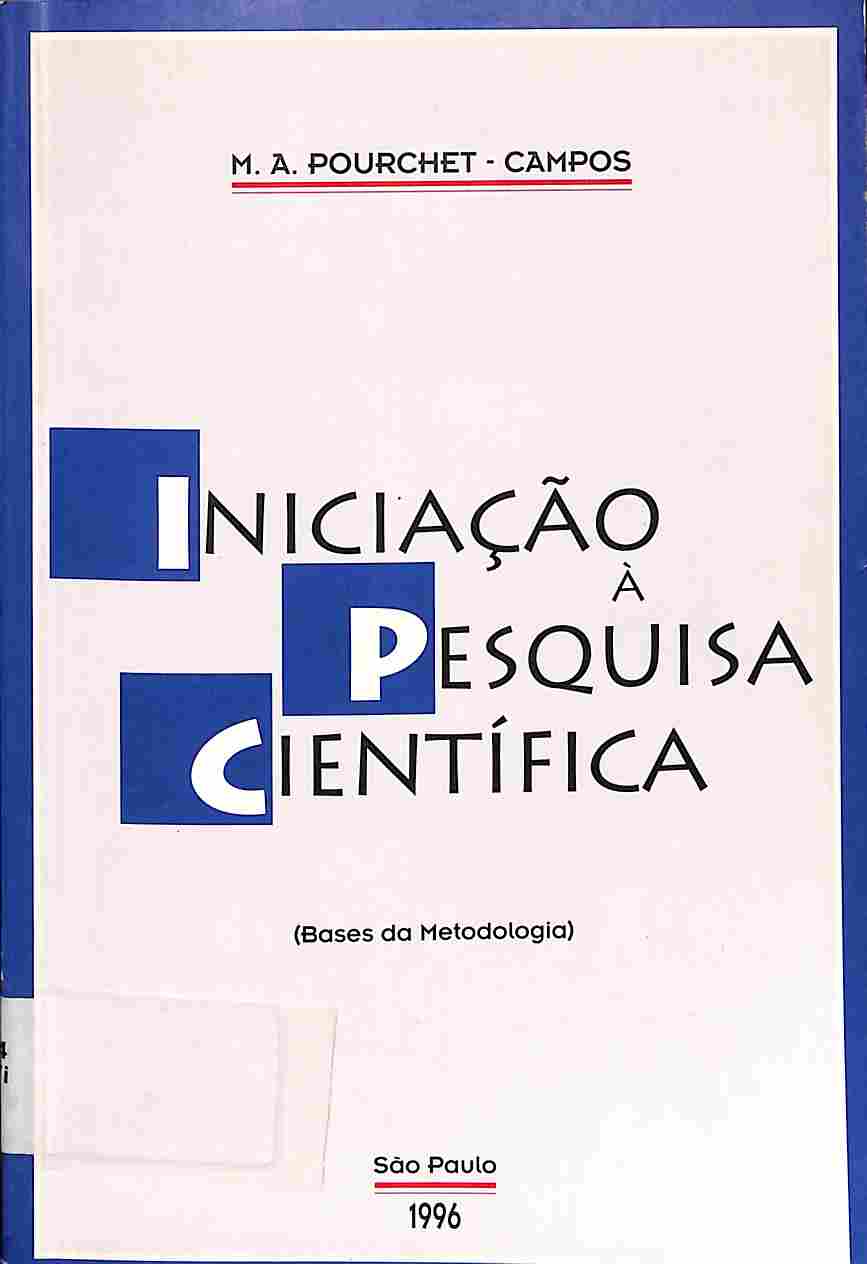 M. A. POURCHET - CAMPOS
INICIAÇÃO
À
PESQUISA
CIENTÍFICA
(Bases da Metodologia)
i
São Paulo
1996